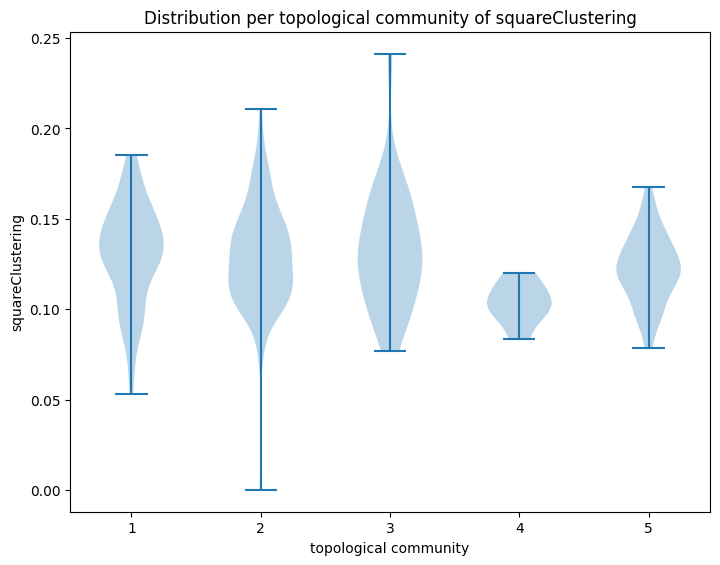 Distribution per topological community of squareClustering
0.25
0.20
0.15
0.10
0.05
0.00
squareClustering
1 2 3 4 5
topological community